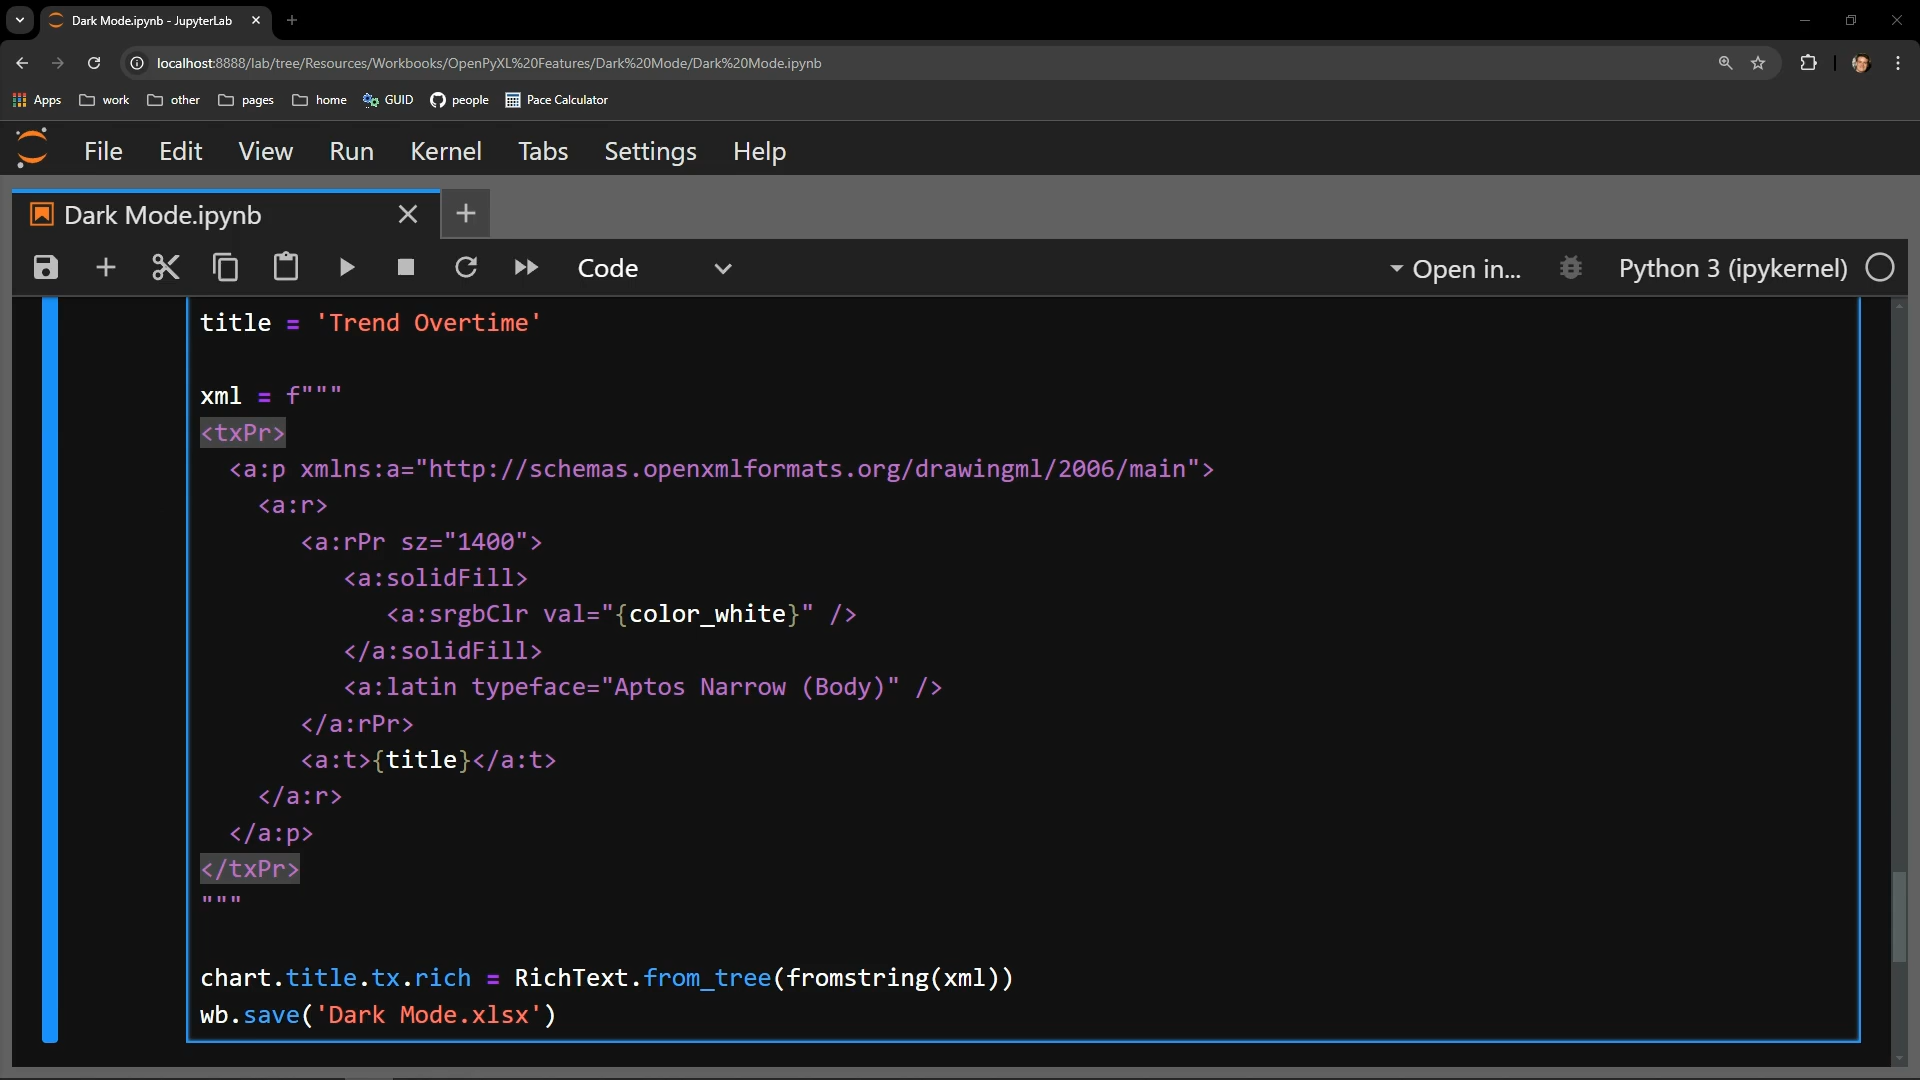 Dark Mode.ipynb - JupyterLab
localhost:8888/lab/tree/Resources/Workbooks/OpenPyXL%20Features/Dark%20Mode/Dark%20Mode.ipynb
Apps work other pages home GUID people Pace Calculator
File Edit View Run Kernel Tabs Settings Help
Dark Mode.ipynb
Code Open in... Python 3 (ipykernel)
title = 'Trend Overtime'
xml = f"""
<txPr>
<a:p xmlns:a="http://schemas.openxmlformats.org/drawingml/2006/main">
<a:r>
<a:rPr sz="1400">
<a:solidFill>
<a:srgbClr val="{color_white}" />
</a:solidFill>
<a:latin typeface="Aptos Narrow (Body)" />
</a:rPr>
<a:t>{title}</a:t>
</a:r>
</a:p>
</txPr>
"""
chart.title.tx.rich = RichText.from_tree(fromstring(xml))
wb.save('Dark Mode.xlsx')